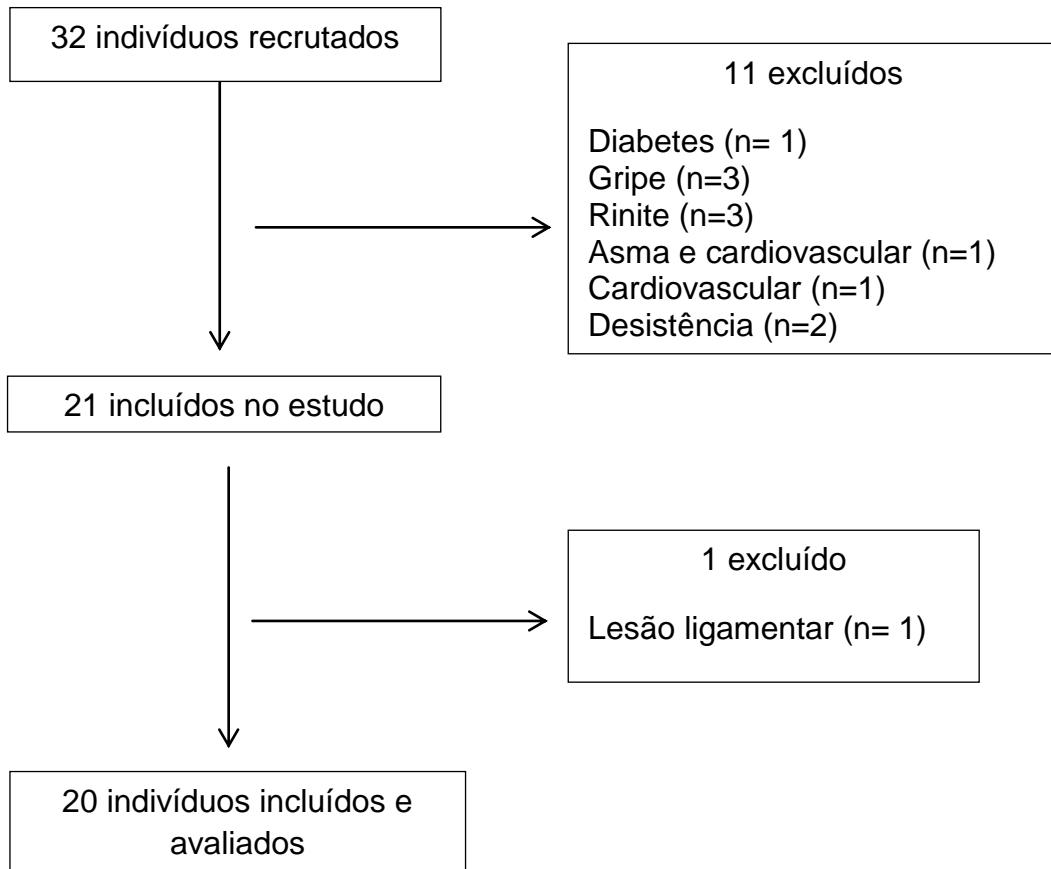 32 indivíduos recrutados
11 excluídos
Diabetes (n= 1)
Gripe (n=3)
Rinite (n=3)
Asma e cardiovascular (n=1)
Cardiovascular (n=1)
Desistência (n=2)
21 incluídos no estudo
1 excluído
Lesão ligamentar (n= 1)
20 indivíduos incluídos e
avaliados